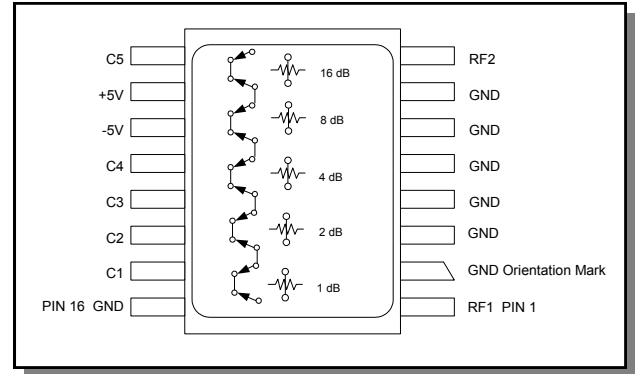 C5
16 dB
RF2
+5V
GND
-5V
8 dB
GND
C4
4 dB
GND
C3
GND
C2
2 dB
GND
C1
1 dB
GND Orientation Mark
PIN 16 GND
RF1 PIN 1